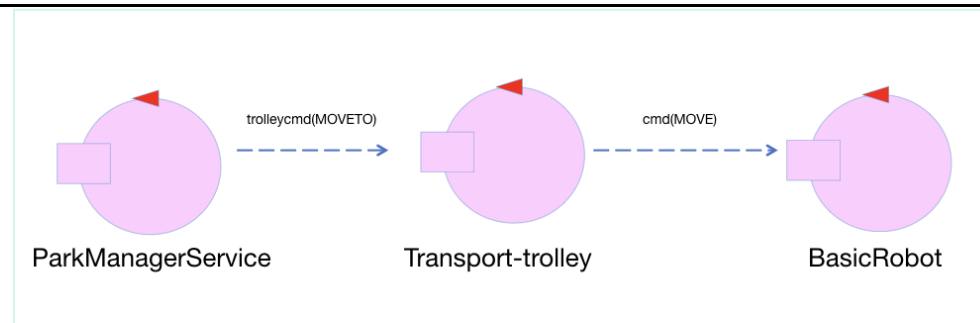 trolleycmd(MOVETO)
cmd(MOVE)
ParkManagerService
Transport-trolley
BasicRobot